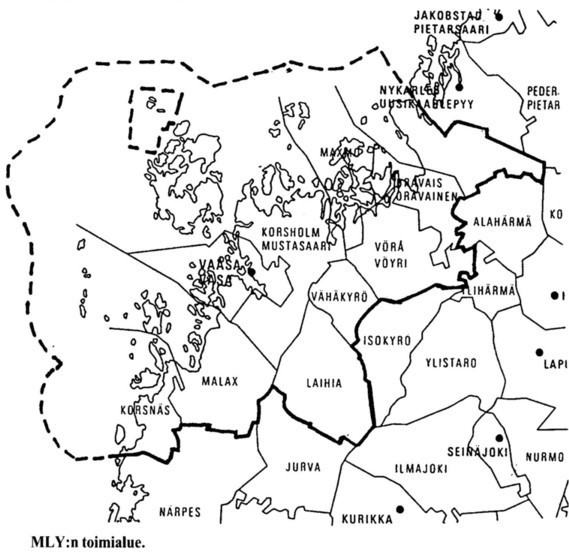 JAKOBSTAD
PIETARSAARI
NYKARLEBY
UUSIKAARLEPYY
PEDER
PIETAR
MAXMO
ORAVAIS
ORAVAINEN
ALAHÄRMÄ
KO
KORSHOLM
MUSTASAARI
VÖRÅ
VÖYRI
VAASA
VASA
VÄHÄKYRÖ
YLIHÄRMÄ
ISOKYRÖ
YLISTARO
LAPU
MALAX
LAIHIA
KORSNÄS
SEINÄJOKI
NURMO
JURVA
ILMAJOKI
NÄRPES
KURIKKA
MLY:n toimialue.